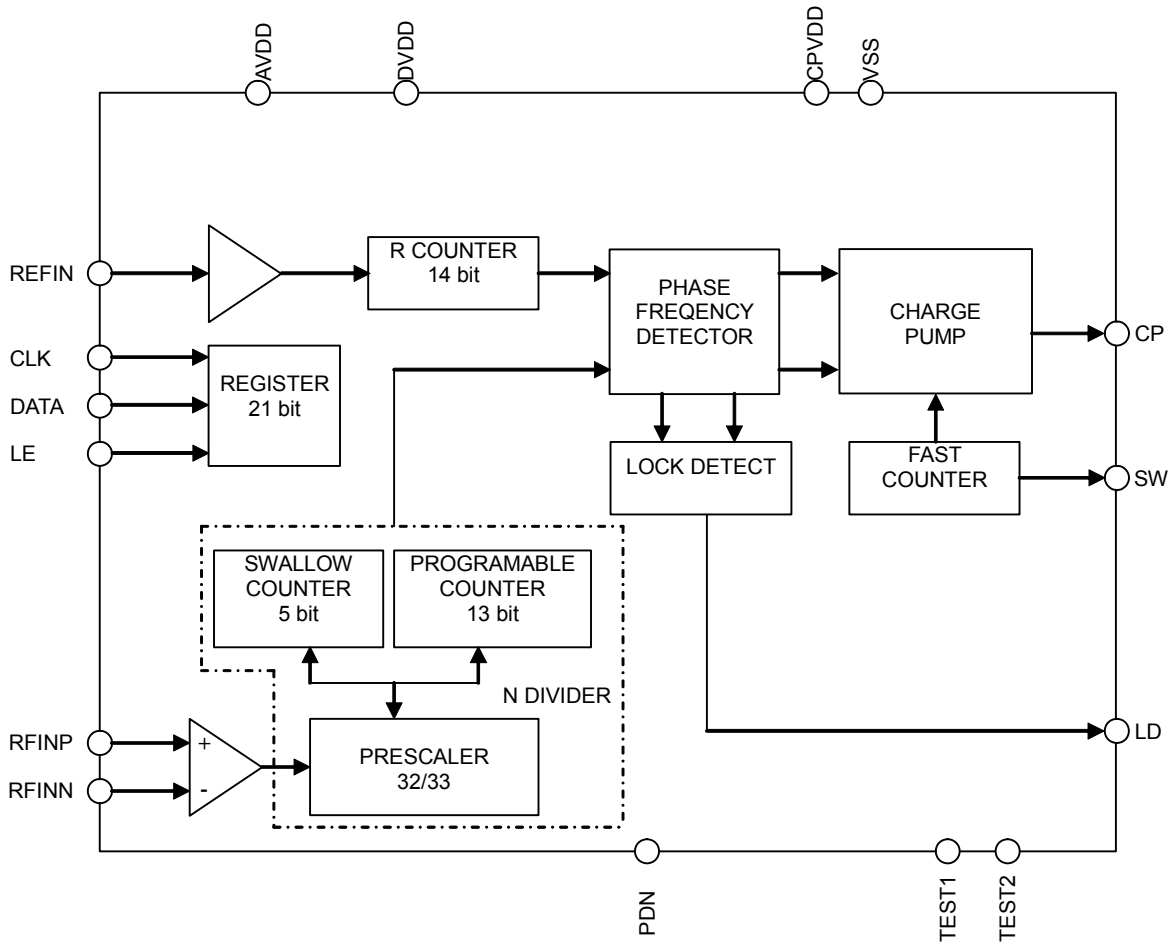 AVDD
DVDD
CPVDD
VSS
REFIN
R COUNTER
14 bit
PHASE
FREQENCY
DETECTOR
CHARGE
PUMP
CP
CLK
DATA
LE
REGISTER
21 bit
LOCK DETECT
FAST
COUNTER
SW
SWALLOW
COUNTER
5 bit
PROGRAMABLE
COUNTER
13 bit
N DIVIDER
RFINP
RFINN
+
-
PRESCALER
32/33
LD
PDN
TEST1
TEST2